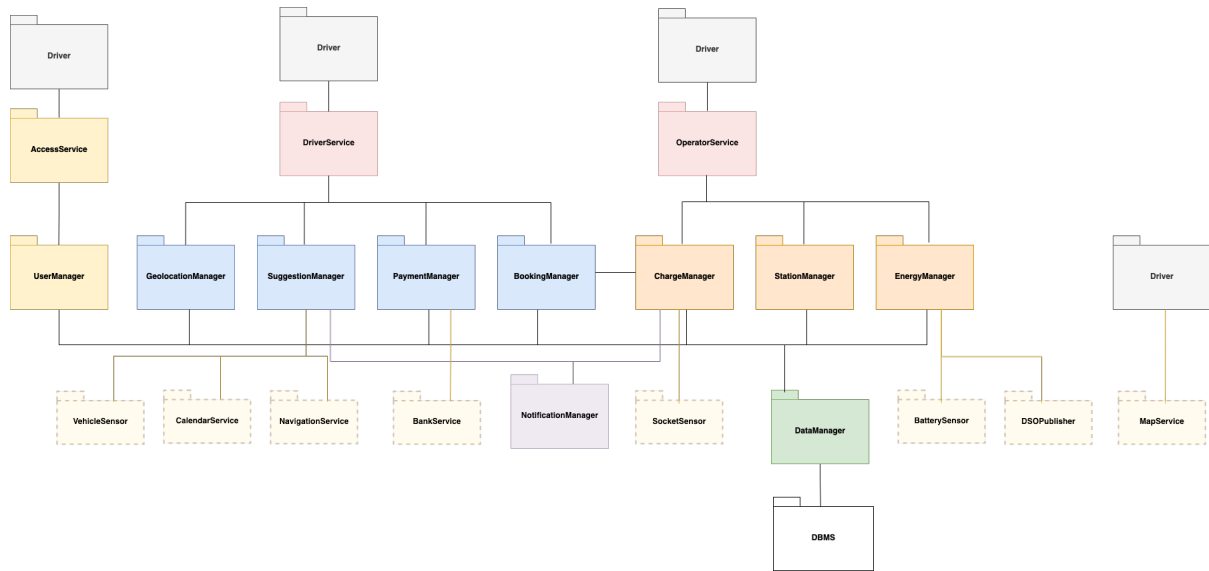 Driver
Driver
Driver
AccessService
DriverService
OperatorService
UserManager
GeolocationManager
SuggestionManager
PaymentManager
BookingManager
ChargeManager
StationManager
EnergyManager
Driver
VehicleSensor
CalendarService
NavigationService
BankService
NotificationManager
SocketSensor
DataManager
BatterySensor
DSOPublisher
MapService
DBMS